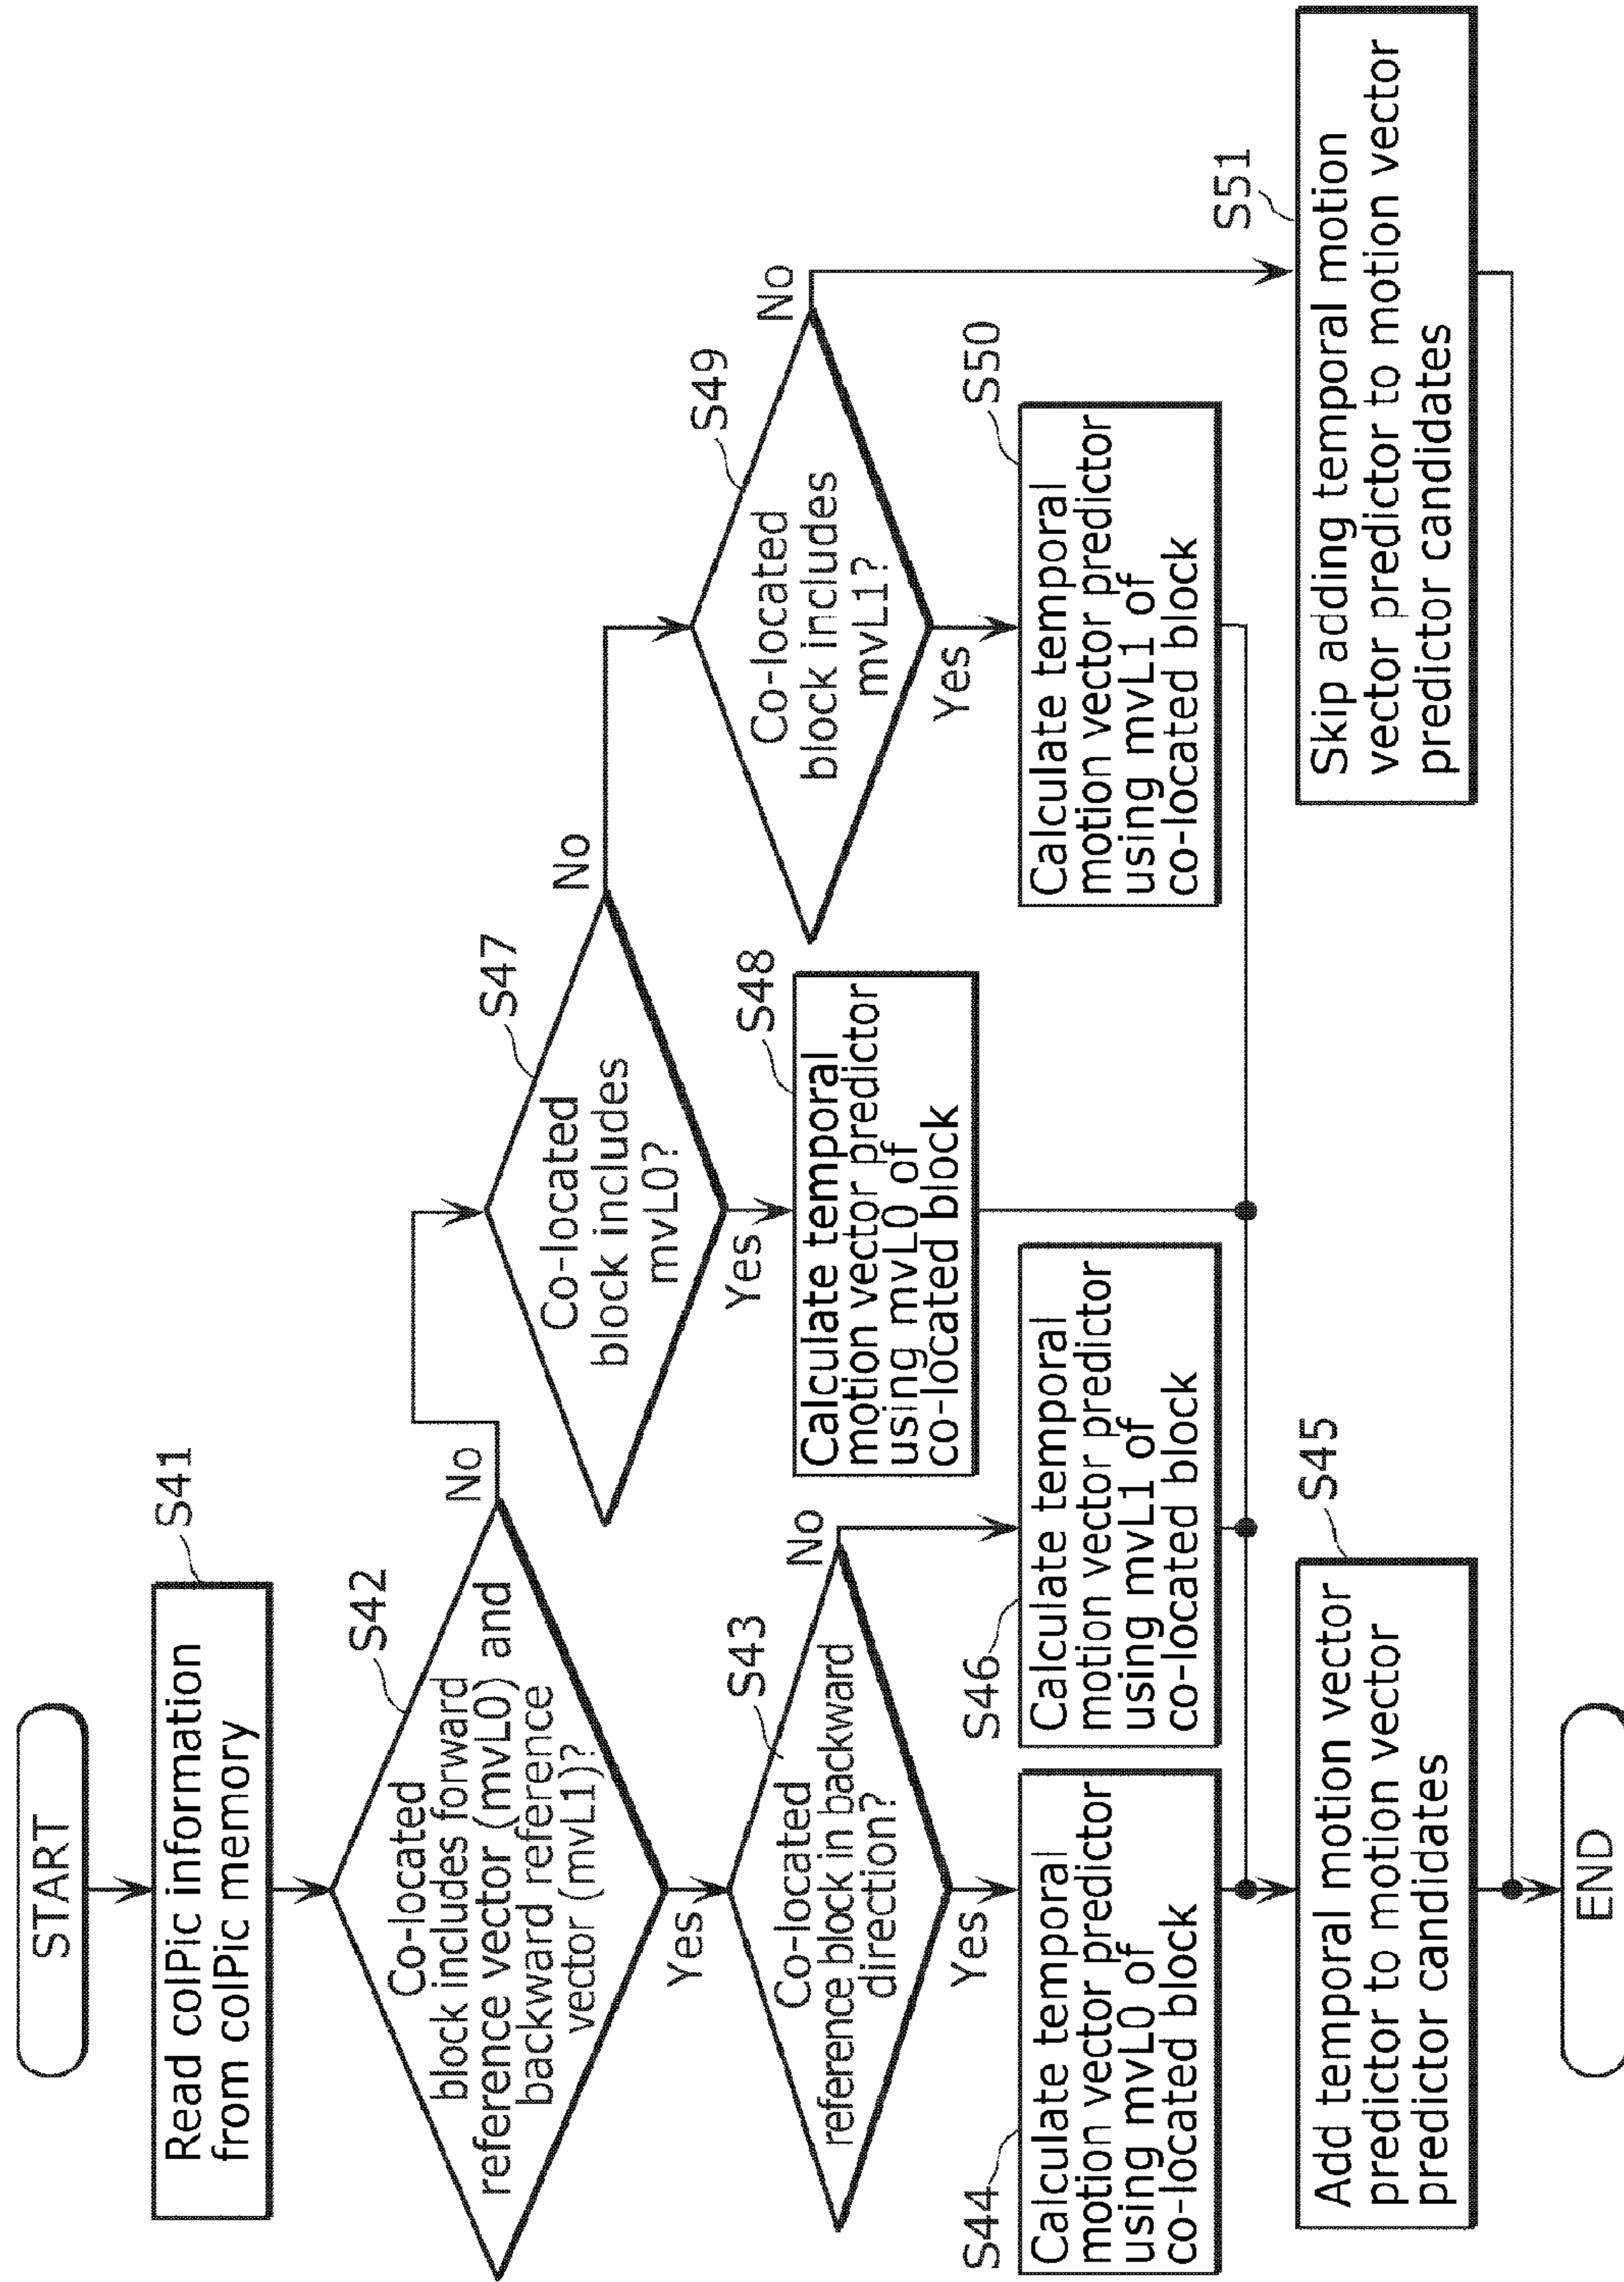 START
S41
Read colPic information
from colPic memory
S42
Co-located
block includes forward
reference vector (mvL0) and
backward reference
vector (mvL1)?
No
Yes
S43
Co-located
reference block in backward
direction?
No
Yes
S44
Calculate temporal
motion vector predictor
using mvL0 of
co-located block
S46
Calculate temporal
motion vector predictor
using mvL1 of
co-located block
S47
Co-located
block includes
mvL0?
No
Yes
S48
Calculate temporal
motion vector predictor
using mvL0 of
co-located block
S49
Co-located
block includes
mvL1?
No
Yes
S50
Calculate temporal
motion vector predictor
using mvL1 of
co-located block
S45
Add temporal motion vector
predictor to motion vector
predictor candidates
S51
Skip adding temporal motion
vector predictor to motion vector
predictor candidates
END